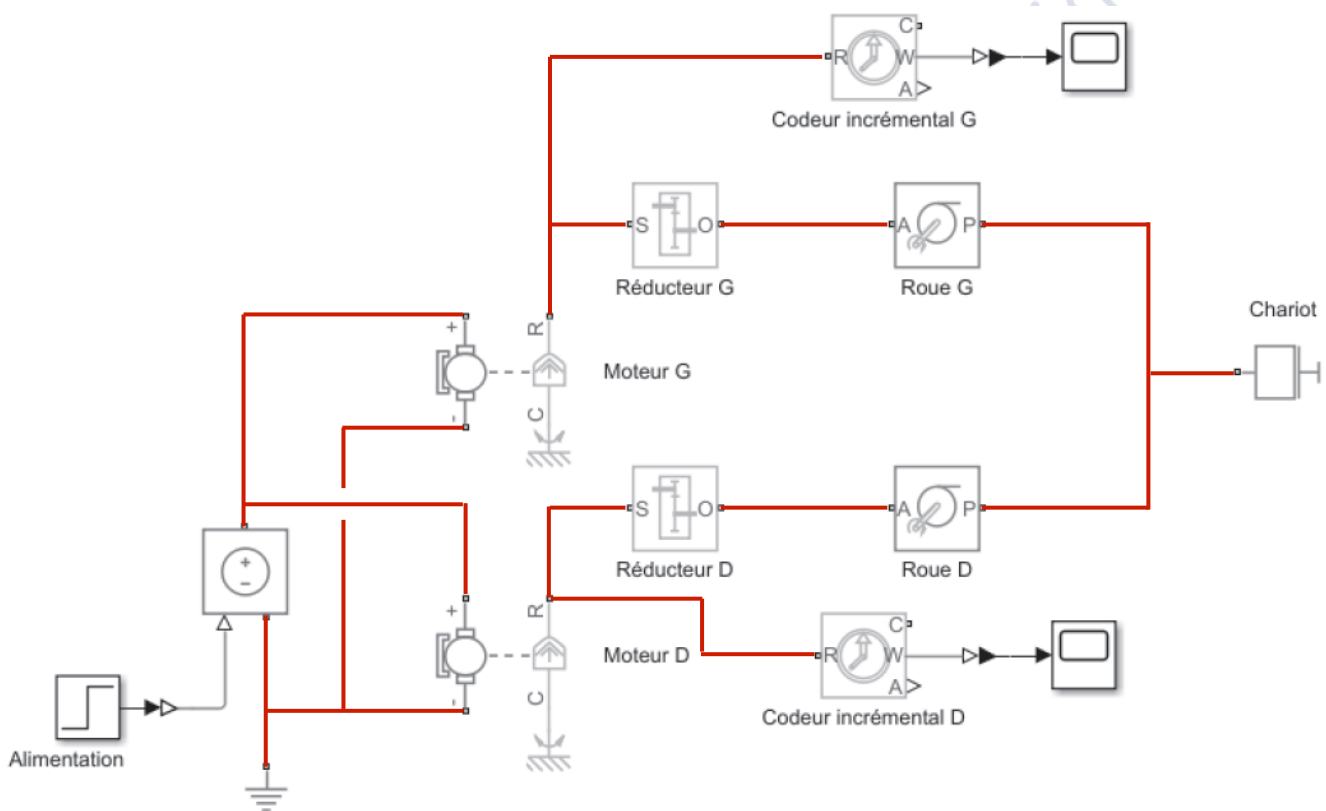 C
R
W
A
Codeur incrémental G
S
O
A
P
Réducteur G
Roue G
Chariot
+
R
Moteur G
-
C
S
O
A
P
Réducteur D
Roue D
+
-
+
R
Moteur D
-
C
C
R
W
A
Codeur incrémental D
Alimentation